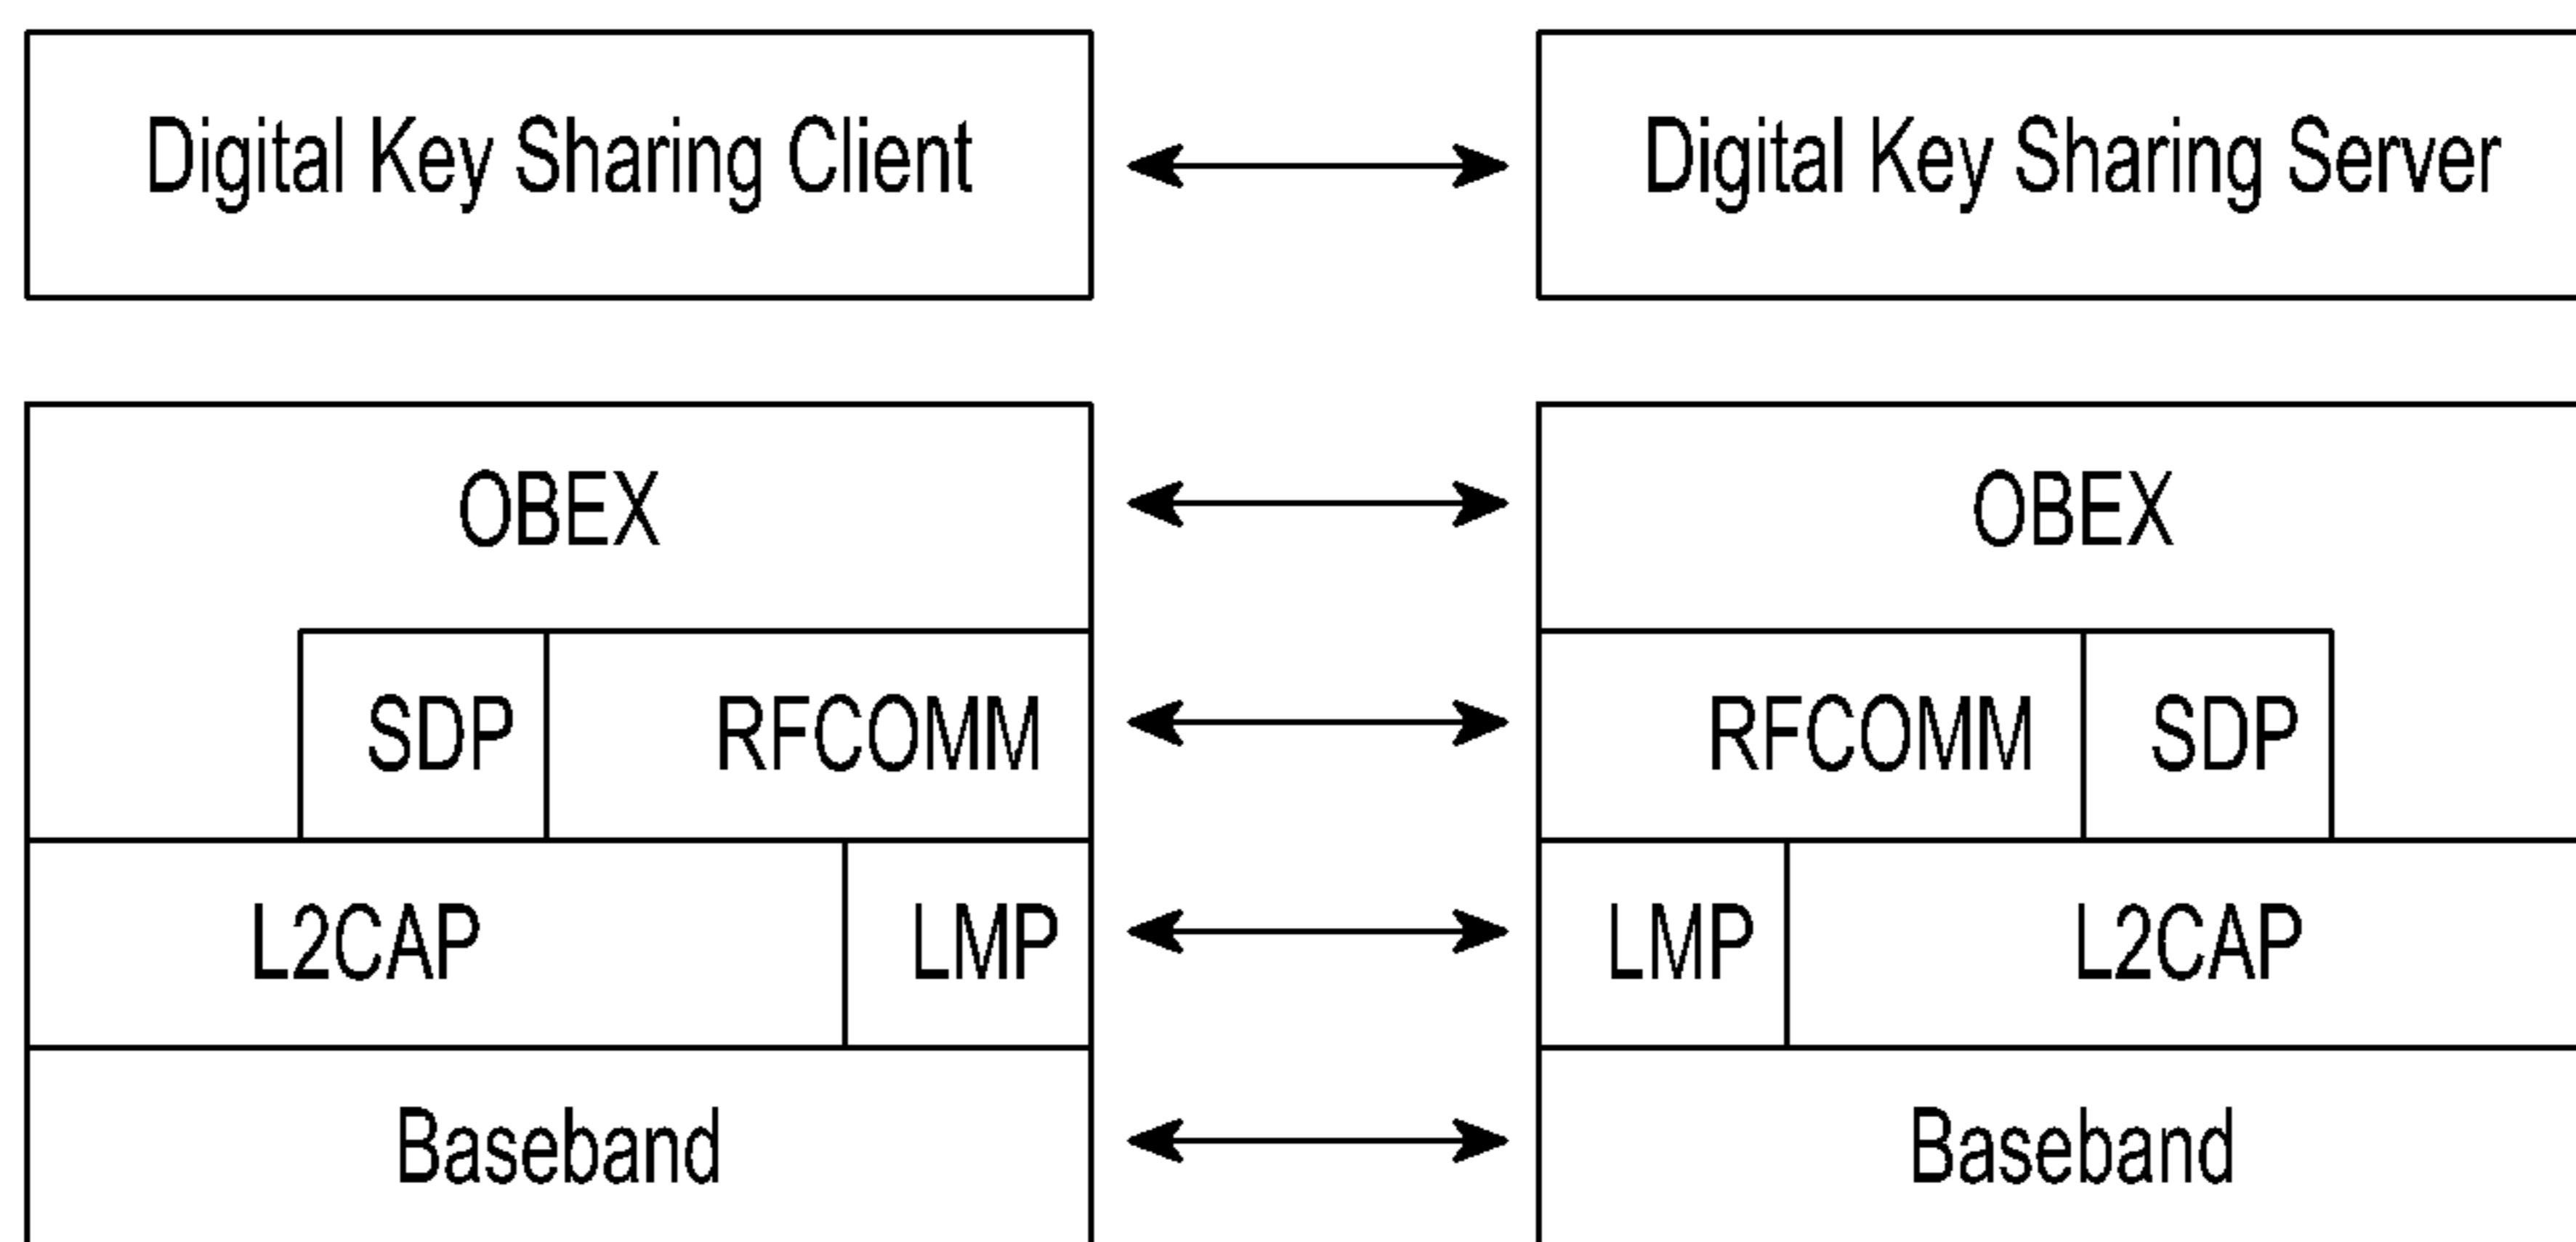 Digital Key Sharing Client
Digital Key Sharing Server
OBEX
OBEX
SDP
RFCOMM
RFCOMM
SDP
L2CAP
LMP
LMP
L2CAP
Baseband
Baseband